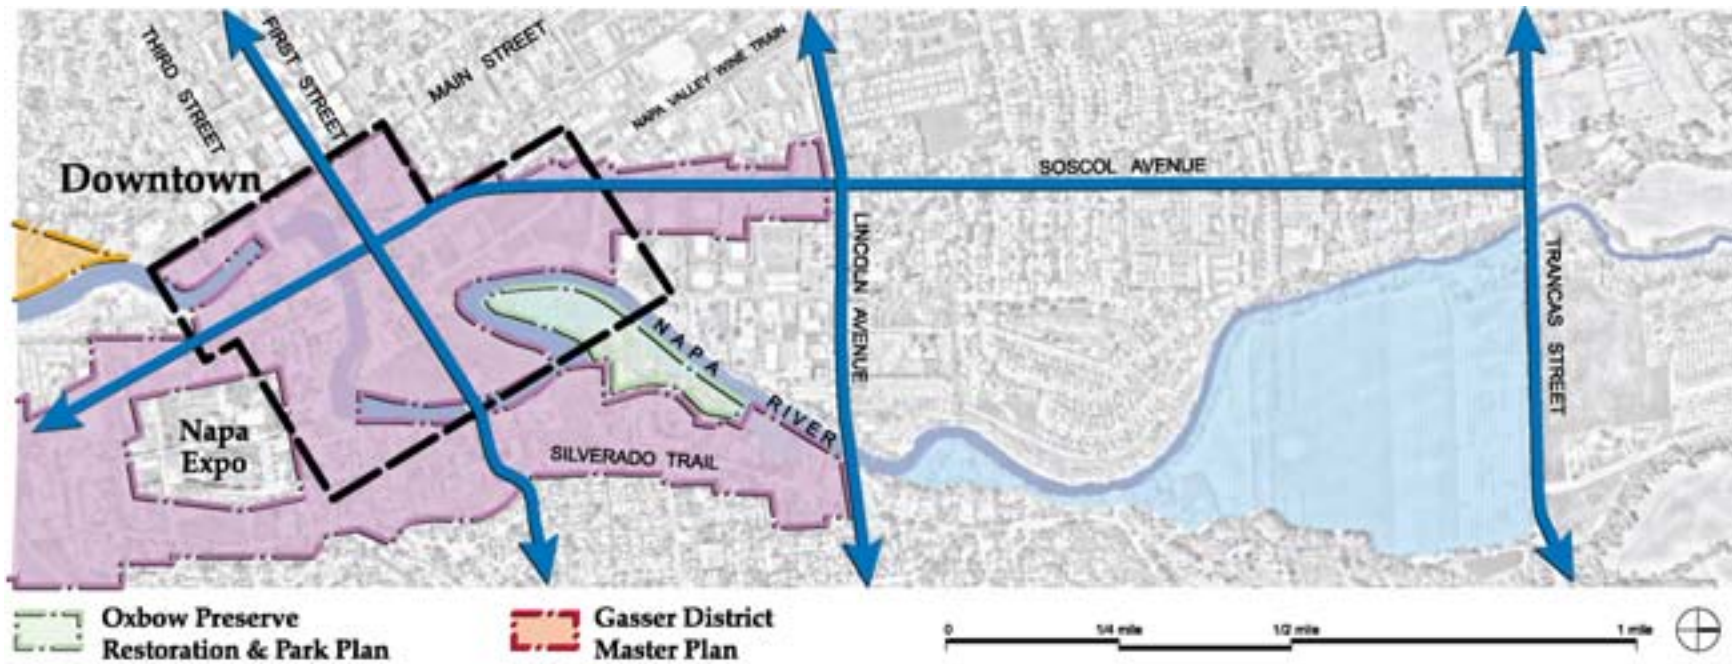 THIRD STREET
FIRST STREET
MAIN STREET
NAPA VALLEY WINE TRAIN
Downtown
SOSCOL AVENUE
LINCOLN AVENUE
TRANCAS STREET
NAPA RIVER
Napa
Expo
SILVERADO TRAIL
Oxbow Preserve
Restoration & Park Plan
Gasser District
Master Plan
0 1/4 mile 1/2 mile 1 mile